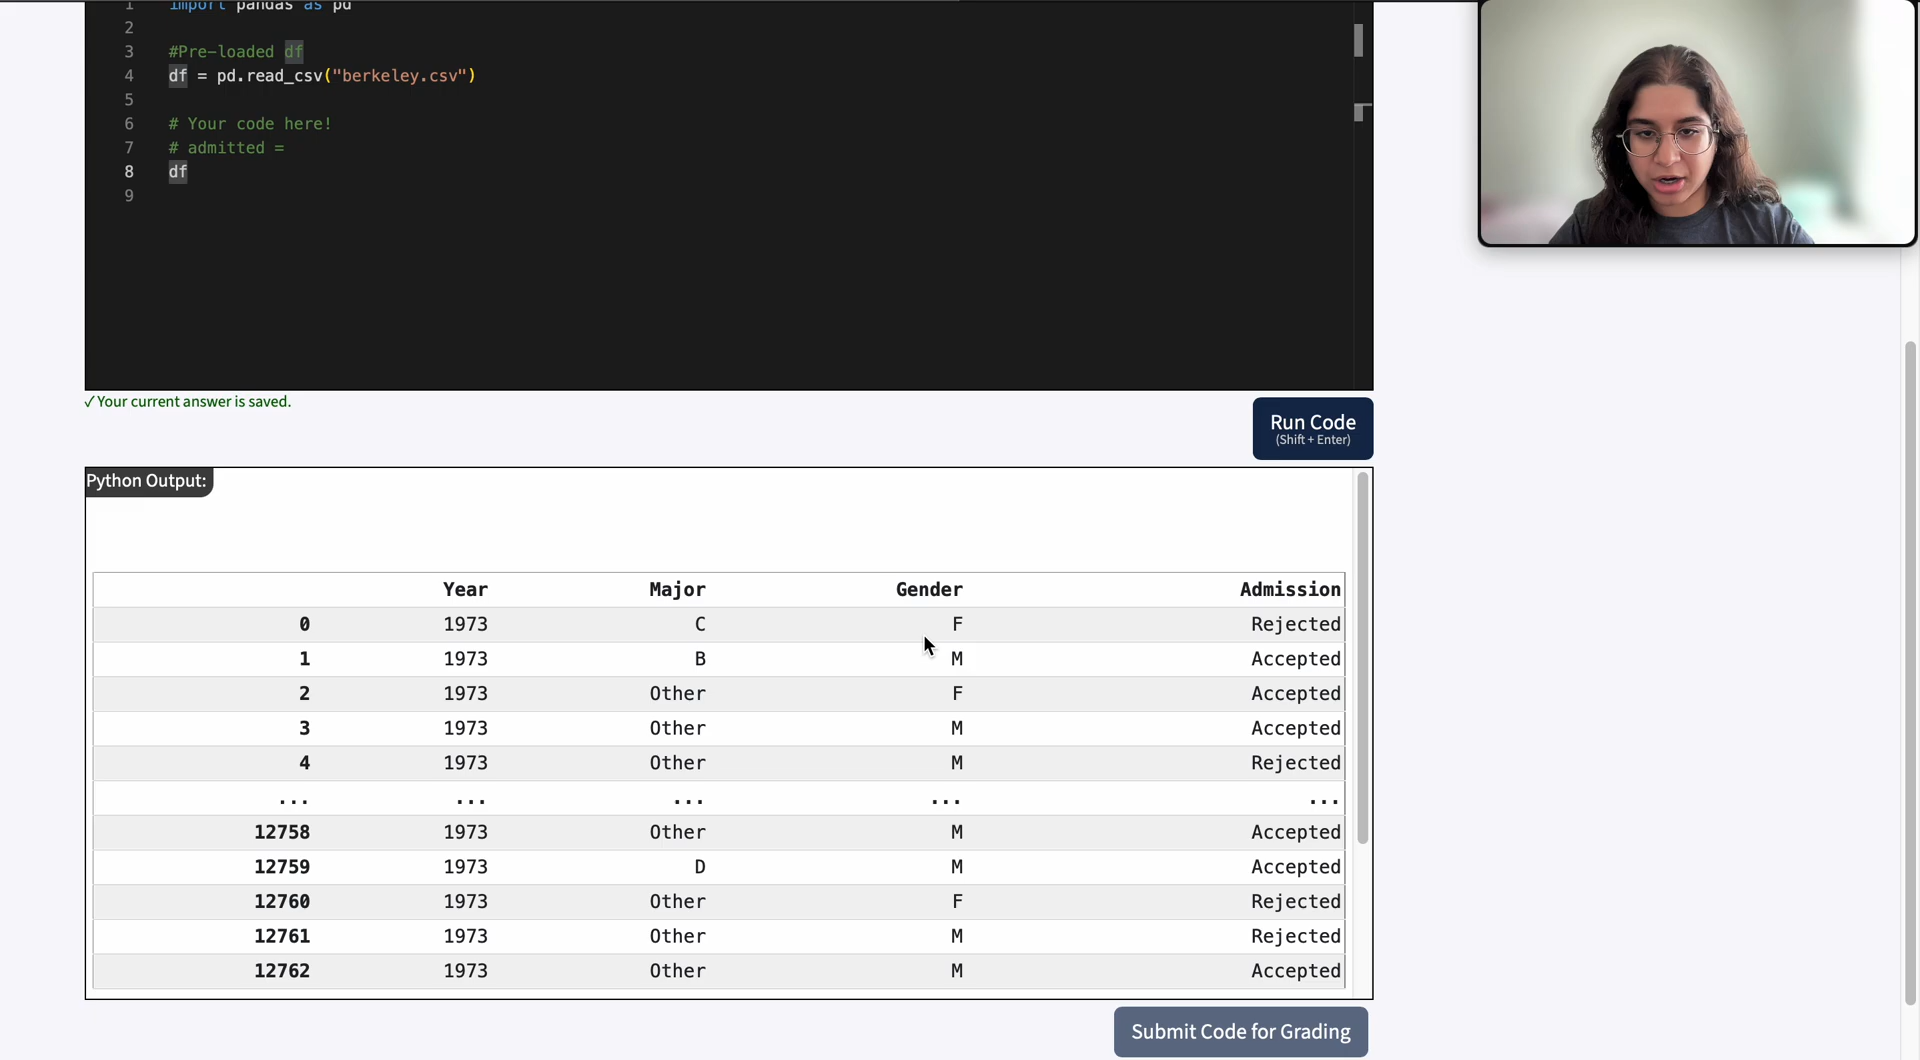 1 import pandas as pd
2
3 #Pre-loaded df
4 df = pd.read_csv("berkeley.csv")
5
6 # Your code here!
7 # admitted =
8 df
9
✓Your current answer is saved.
Run Code
(Shift + Enter)
Python Output:
Year Major Gender Admission
0 1973 C F Rejected
1 1973 B M Accepted
2 1973 Other F Accepted
3 1973 Other M Accepted
4 1973 Other M Rejected
... ... ... ... ...
12758 1973 Other M Accepted
12759 1973 D M Accepted
12760 1973 Other F Rejected
12761 1973 Other M Rejected
12762 1973 Other M Accepted
Submit Code for Grading